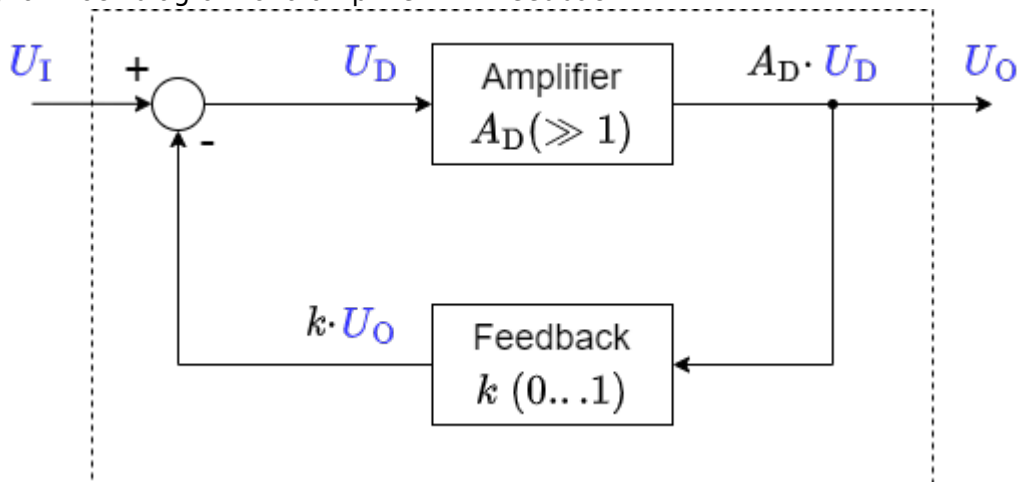 U_I
+
U_D
Amplifier
A_D(≫ 1)
A_D· U_D
U_O
-
k·U_O
Feedback
k (0...1)